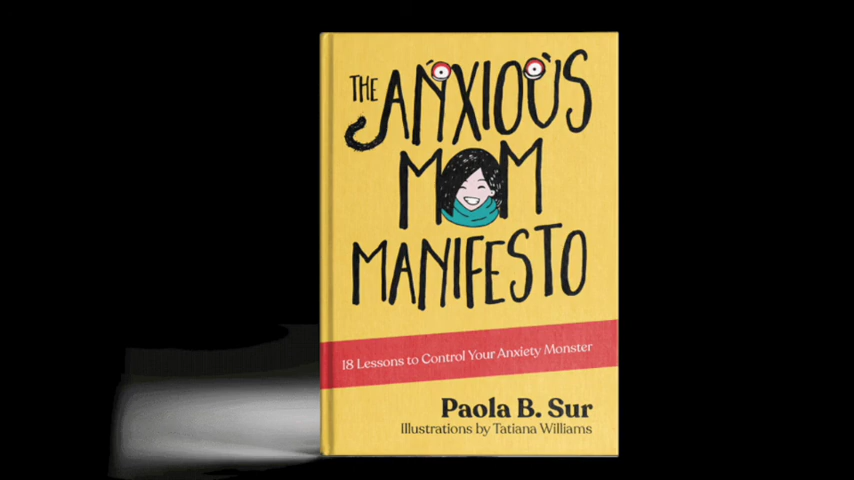 THE ANXIOUS
MOM
MANIFESTO
18 Lessons to Control Your Anxiety Monster
Paola B. Sur
Illustrations by Tatiana Williams